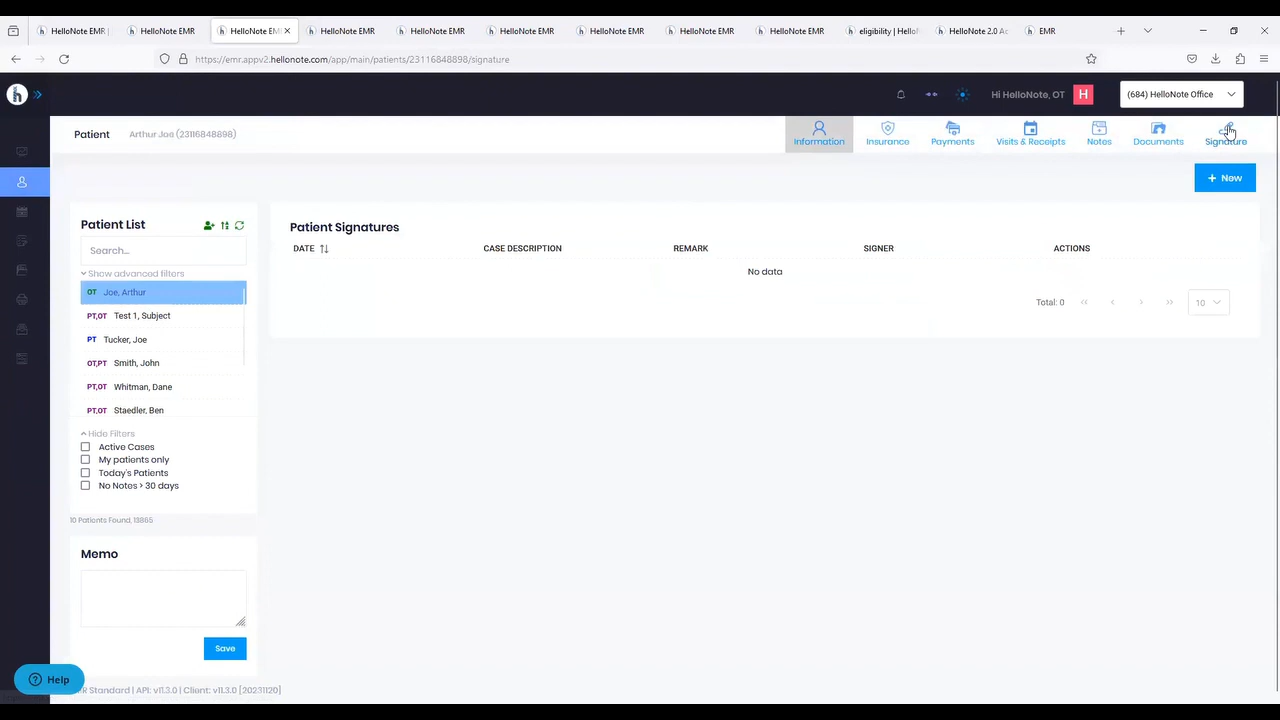 HelloNote EMR |
HelloNote EMR
HelloNote EM
HelloNote EMR
HelloNote EMR
HelloNote EMR
HelloNote EMR
HelloNote EMR
HelloNote EMR
eligibility | HelloN
HelloNote 2.0 Ac
EMR
https://emr.appv2.hellonote.com/app/main/patients/23116848898/signature
Hi HelloNote, OT
H
(684) HelloNote Office
Patient
Arthur Joe (23116848898)
Information
Insurance
Payments
Visits & Receipts
Notes
Documents
Signature
+ New
Patient List
Search...
Show advanced filters
OT Joe, Arthur
PT,OT Test 1, Subject
PT Tucker, Joe
OT,PT Smith, John
PT,OT Whitman, Dane
PT,OT Staedler, Ben
Hide Filters
Active Cases
My patients only
Today's Patients
No Notes > 30 days
10 Patients Found, 13865
Patient Signatures
DATE
CASE DESCRIPTION
REMARK
SIGNER
ACTIONS
No data
Total: 0
10
Memo
Save
? Help
R Standard | API: v11.3.0 | Client: v11.3.0 [20231120]